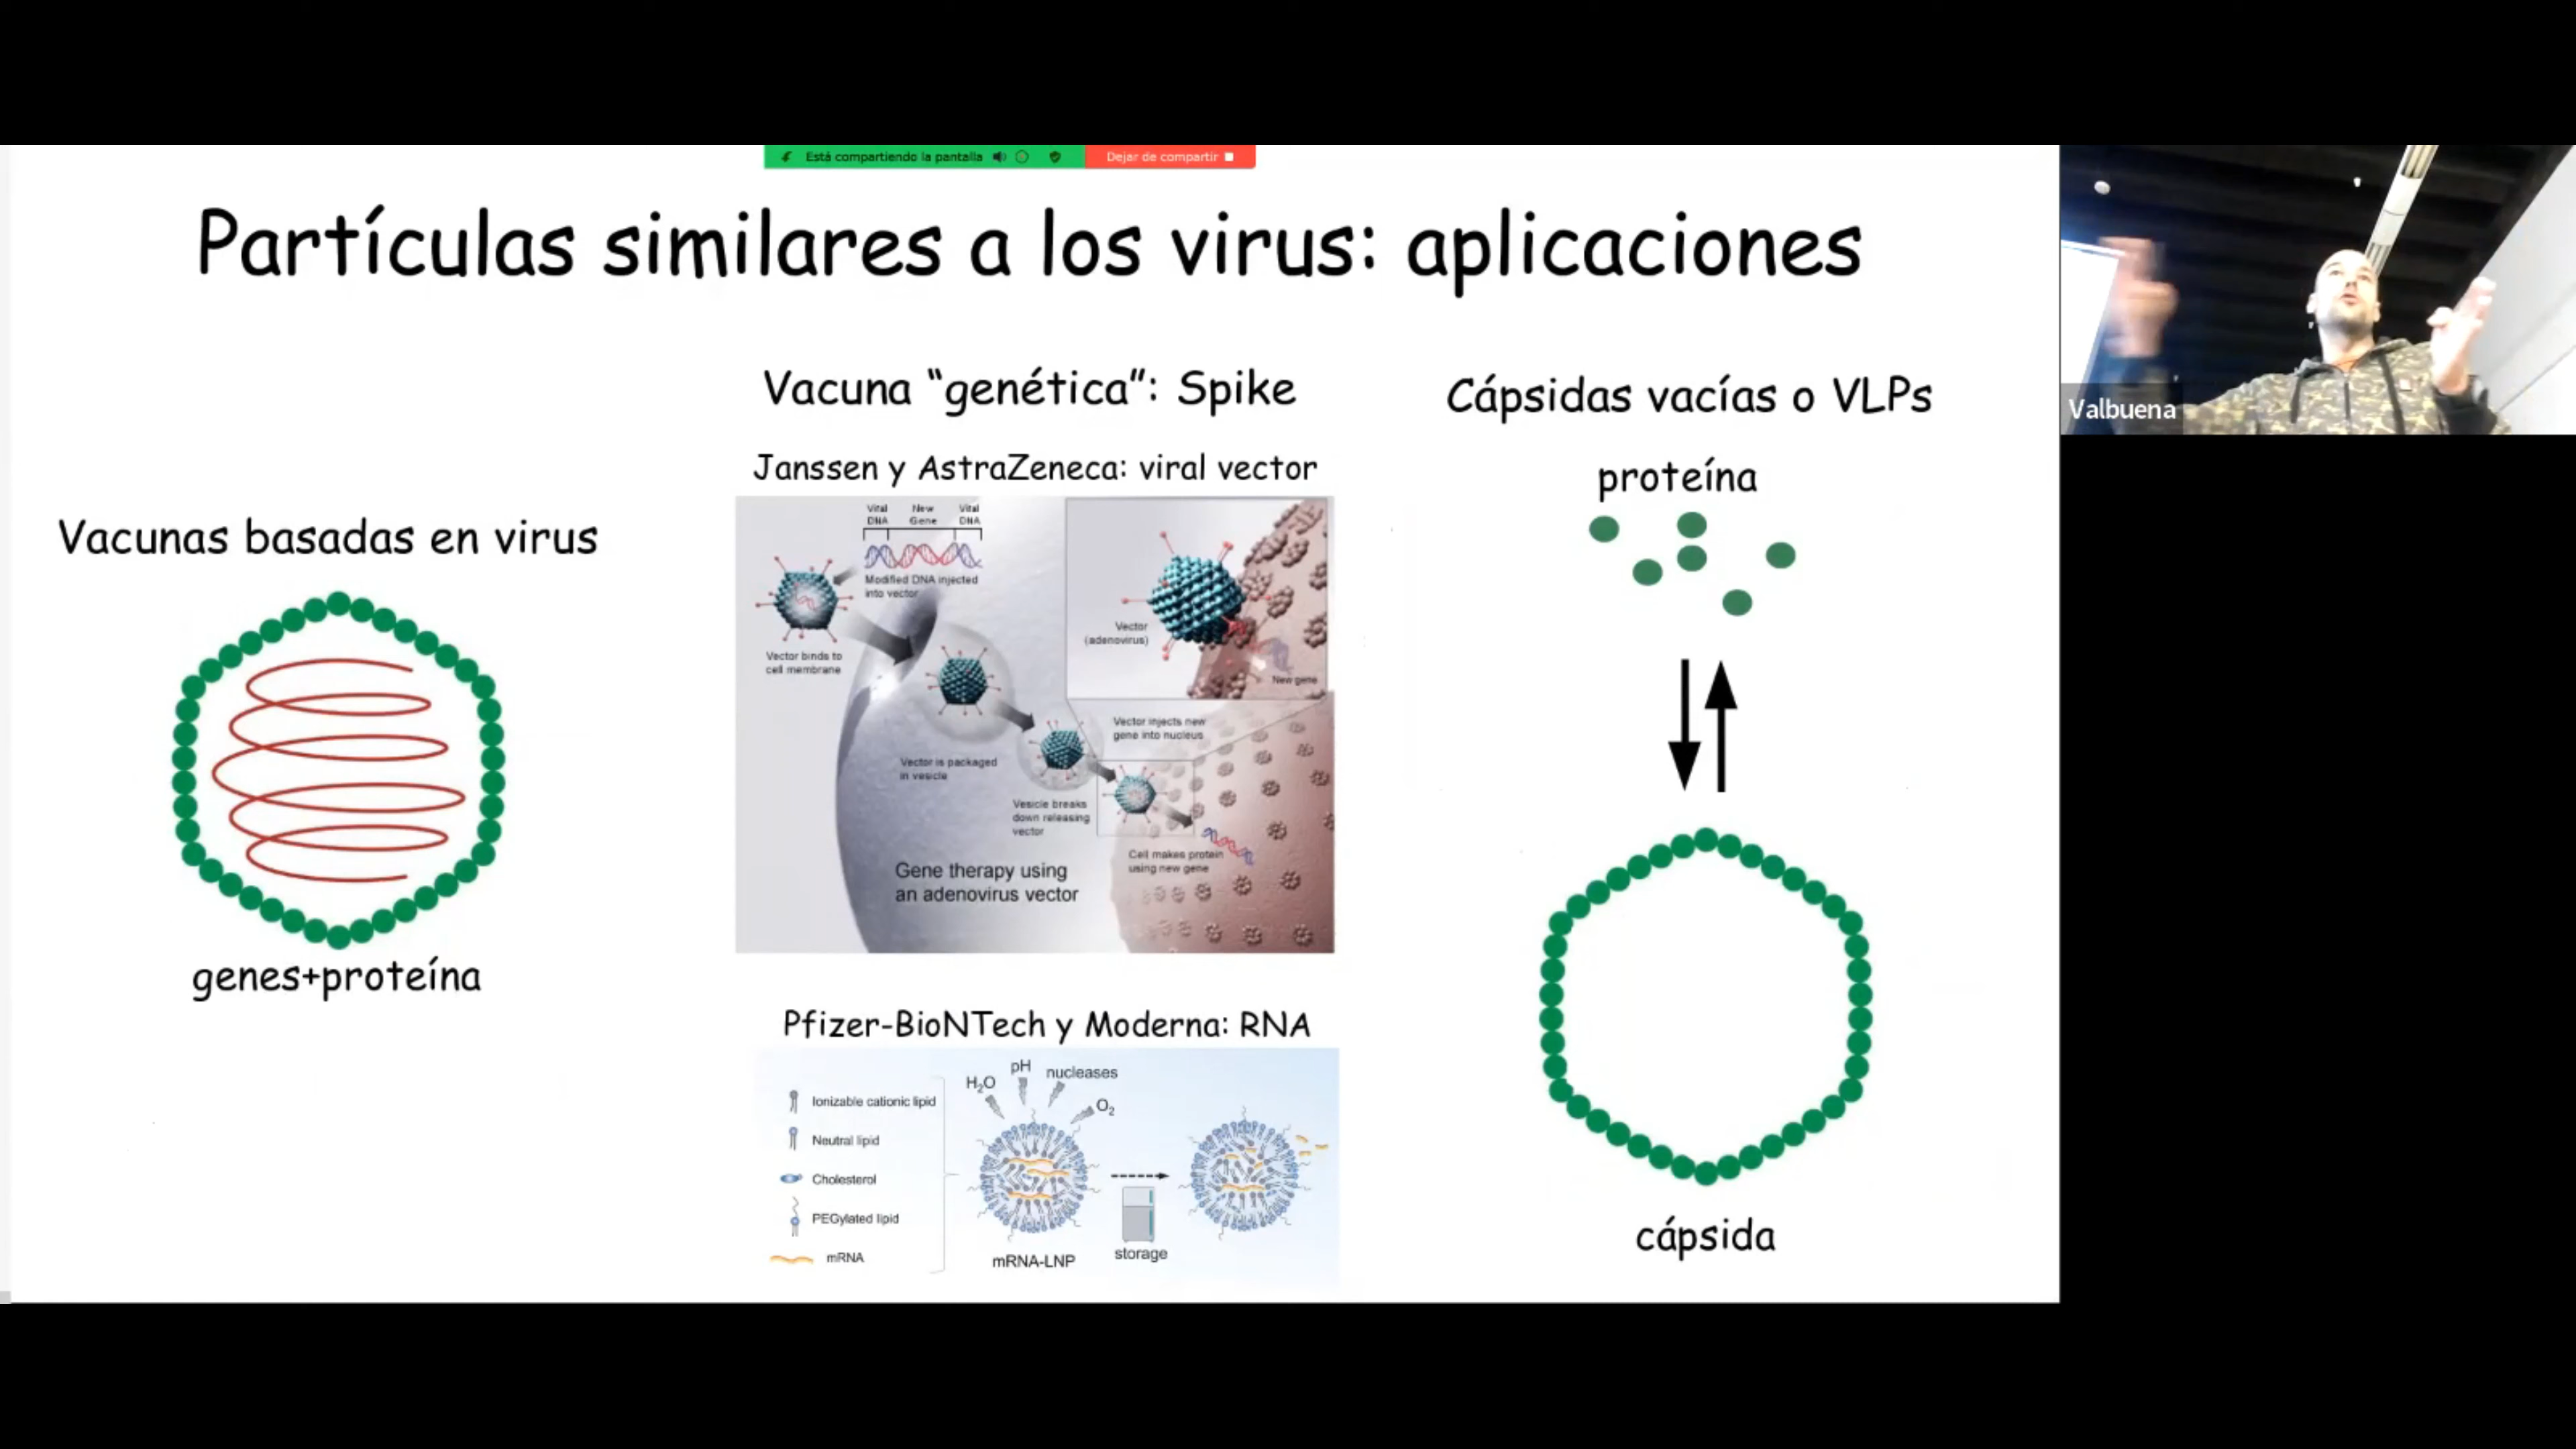 Está compartiendo la pantalla
Dejar de compartir
Partículas similares a los virus: aplicaciones
Valbuena
Vacunas basadas en virus
genes+proteína
Vacuna “genética”: Spike
Janssen y AstraZeneca: viral vector
Vital
DNA
New
Gene
Vital
DNA
Modified DNA injected
into vector
Vector binds to
cell membrane
Vector
(adenovirus)
New gene
Vector injects new
gene into nucleus
Vector is packaged
in vesicle
Vesicle breaks
down releasing
vector
Cell makes protein
using new gene
Gene therapy using
an adenovirus vector
Pfizer-BioNTech y Moderna: RNA
Ionizable cationic lipid
Neutral lipid
Cholesterol
PEGylated lipid
mRNA
H2O
pH
nucleases
O2
mRNA-LNP
storage
Cápsidas vacías o VLPs
proteína
cápsida